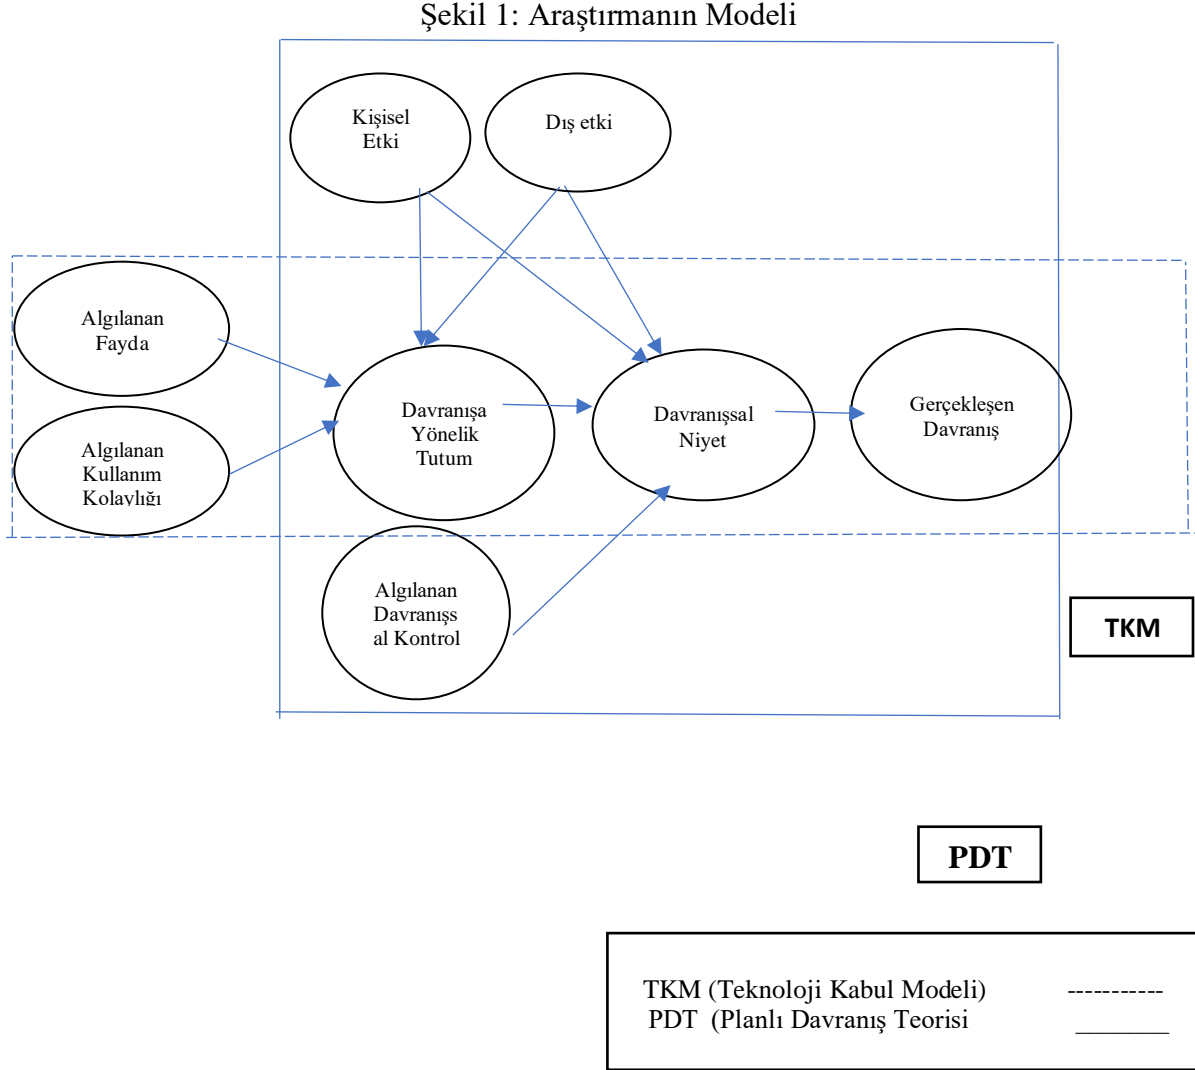 Şekil 1: Araştırmanın Modeli
Kişisel
Etki
Dış etki
Algılanan
Fayda
Algılanan
Kullanım
Kolaylığı
Davranışa
Yönelik
Tutum
Davranışsal
Niyet
Gerçekleşen
Davranış
Algılanan
Davranışs
al Kontrol
TKM
PDT
TKM (Teknoloji Kabul Modeli) -----------
PDT (Planlı Davranış Teorisi ________